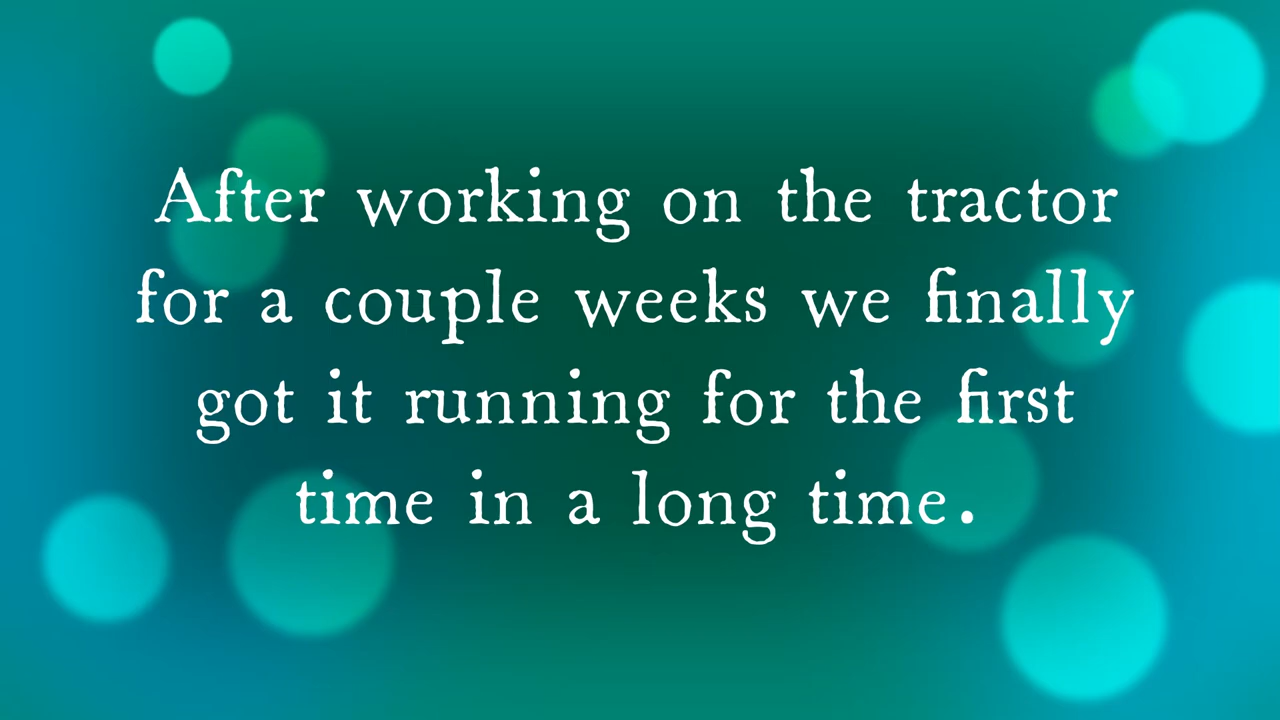 After working on the tractor
for a couple weeks we finally
got it running for the first
time in a long time.